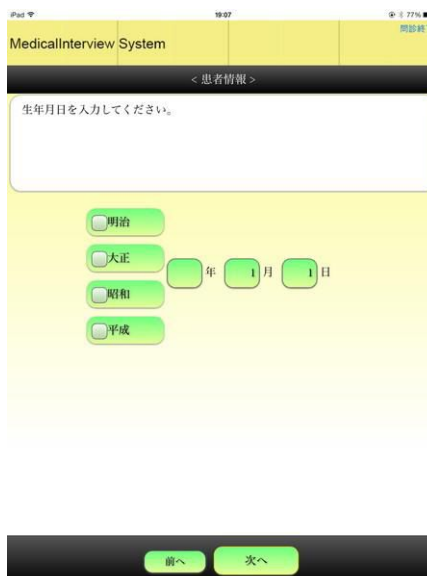 iPad 19:07 77%
MedicalInterview System
問診終
＜患者情報＞
生年月日を入力してください。
明治
大正
年 1 月 1 日
昭和
平成
前へ 次へ